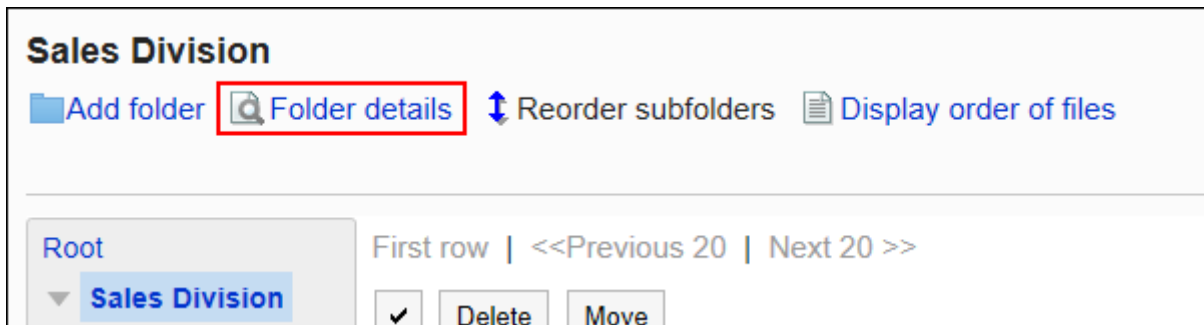 Sales Division
Add folder Folder details Reorder subfolders Display order of files
Root
First row | <<Previous 20 | Next 20 >>
Sales Division
Delete Move